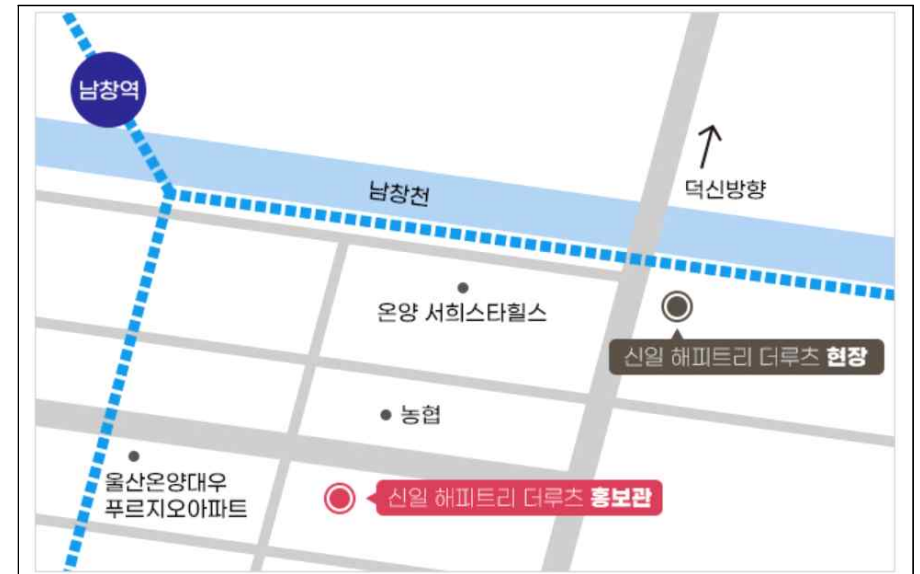 남창역
남창천
덕신방향
온양 서희스타힐스
신일 해피트리 더루츠 현장
농협
울산온양대우
푸르지오아파트
신일 해피트리 더루츠 홍보관